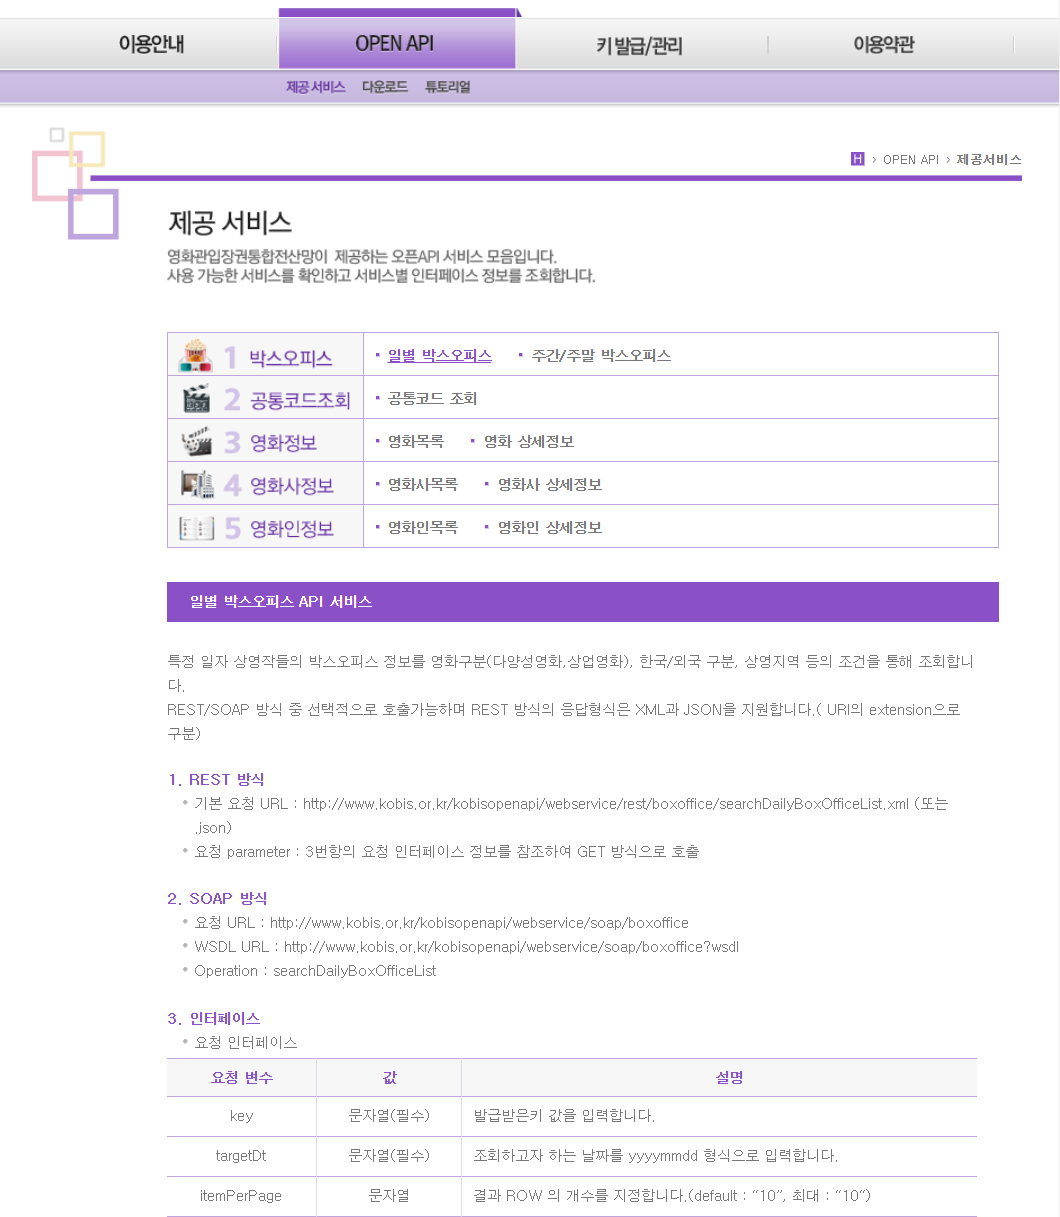 이용안내
OPEN API
키 발급/관리
이용약관
제공 서비스 다운로드 튜토리얼
H > OPEN API > 제공서비스
제공 서비스
영화관입장권통합전산망이 제공하는 오픈API 서비스 모음입니다.
사용 가능한 서비스를 확인하고 서비스별 인터페이스 정보를 조회합니다.
1 박스오피스 ▪ 일별 박스오피스 ▪ 주간/주말 박스오피스
2 공통코드조회 ▪ 공통코드 조회
3 영화정보 ▪ 영화목록 ▪ 영화 상세정보
4 영화사정보 ▪ 영화사목록 ▪ 영화사 상세정보
5 영화인정보 ▪ 영화인목록 ▪ 영화인 상세정보
일별 박스오피스 API 서비스
특정 일자 상영작들의 박스오피스 정보를 영화구분(다양성영화,상업영화), 한국/외국 구분, 상영지역 등의 조건을 통해 조회합니
다.
REST/SOAP 방식 중 선택적으로 호출가능하며 REST 방식의 응답형식은 XML과 JSON을 지원합니다.( URI의 extension으로
구분)
1. REST 방식
• 기본 요청 URL : http://www.kobis.or.kr/kobisopenapi/webservice/rest/boxoffice/searchDailyBoxOfficeList.xml (또는
.json)
• 요청 parameter : 3번항의 요청 인터페이스 정보를 참조하여 GET 방식으로 호출
2. SOAP 방식
• 요청 URL : http://www.kobis.or.kr/kobisopenapi/webservice/soap/boxoffice
• WSDL URL : http://www.kobis.or.kr/kobisopenapi/webservice/soap/boxoffice?wsdl
• Operation : searchDailyBoxOfficeList
3. 인터페이스
• 요청 인터페이스
요청 변수 값 설명
key 문자열(필수) 발급받은키 값을 입력합니다.
targetDt 문자열(필수) 조회하고자 하는 날짜를 yyyymmdd 형식으로 입력합니다.
itemPerPage 문자열 결과 ROW 의 개수를 지정합니다.(default : "10", 최대 : "10")